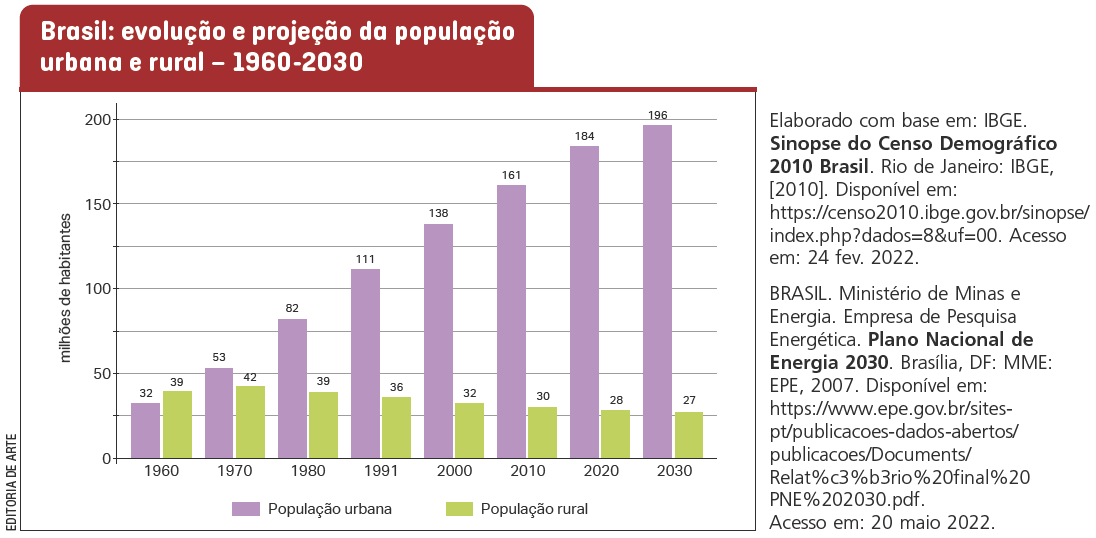 Brasil: evolução e projeção da população
urbana e rural – 1960-2030
milhões de habitantes
200
150
100
50
0
32
39
53
42
82
39
111
36
138
32
161
30
184
28
196
27
1960
1970
1980
1991
2000
2010
2020
2030
População urbana
População rural
EDITORIA DE ARTE
Elaborado com base em: IBGE.
Sinopse do Censo Demográfico
2010 Brasil. Rio de Janeiro: IBGE,
[2010]. Disponível em:
https://censo2010.ibge.gov.br/sinopse/
index.php?dados=8&uf=00. Acesso
em: 24 fev. 2022.
BRASIL. Ministério de Minas e
Energia. Empresa de Pesquisa
Energética. Plano Nacional de
Energia 2030. Brasília, DF: MME:
EPE, 2007. Disponível em:
https://www.epe.gov.br/sites-
pt/publicacoes-dados-abertos/
publicacoes/Documents/
Relat%c3%b3rio%20final%20
PNE%202030.pdf.
Acesso em: 20 maio 2022.